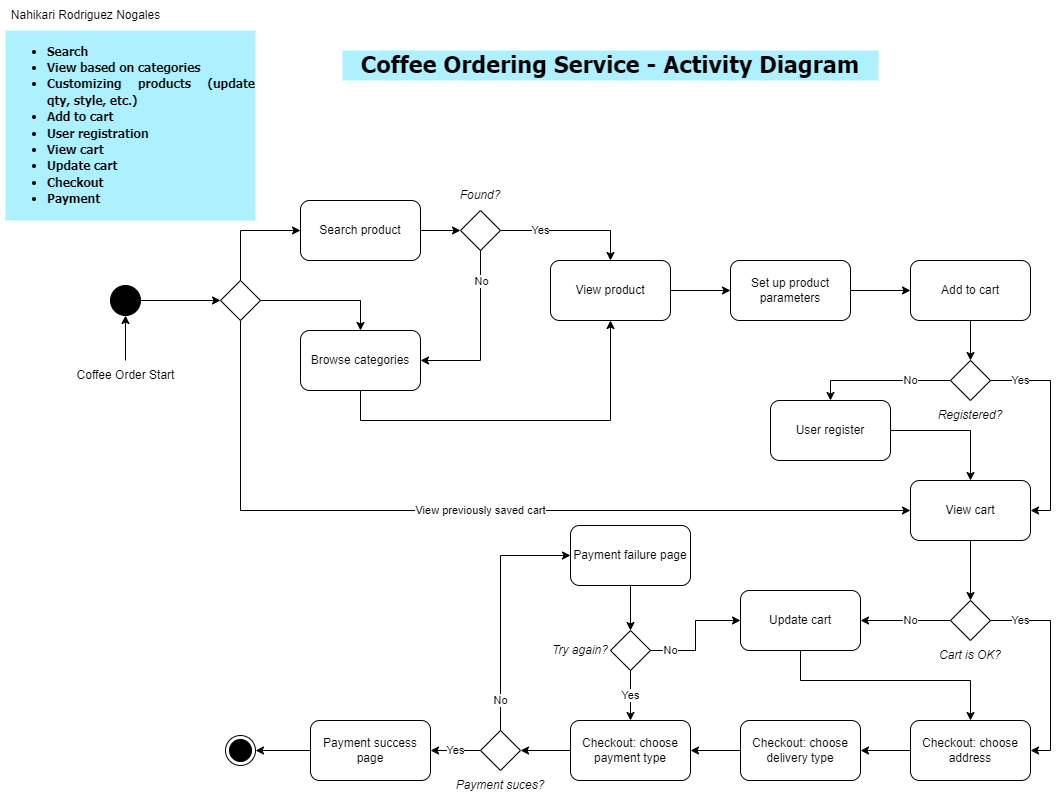 Nahikari Rodriguez Nogales
Search
View based on categories
Customizing products (update
qty, style, etc.)
Add to cart
User registration
View cart
Update cart
Checkout
Payment
Coffee Ordering Service - Activity Diagram
Found?
Search product
Yes
No
View product
Set up product
parameters
Add to cart
Browse categories
Coffee Order Start
No
Yes
Registered?
User register
View previously saved cart
View cart
Payment failure page
Update cart
No
Yes
Try again?
No
Cart is OK?
Yes
No
Payment success
page
Yes
Checkout: choose
payment type
Checkout: choose
delivery type
Checkout: choose
address
Payment suces?